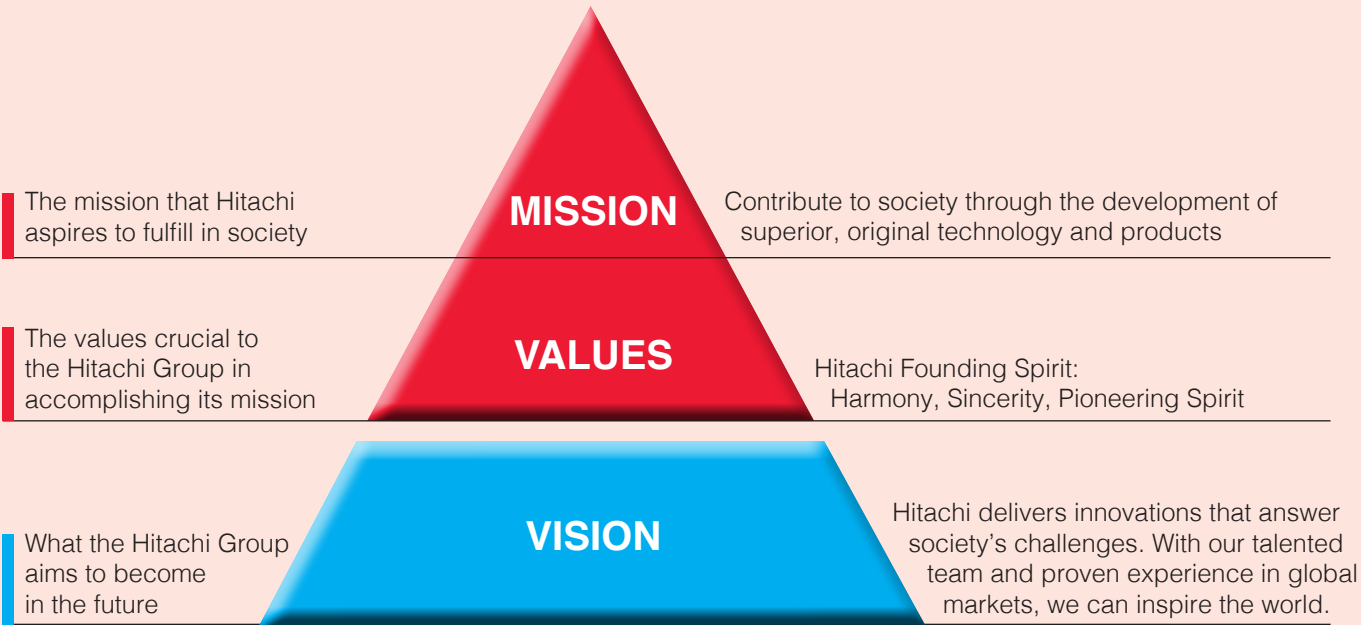 The mission that Hitachi
aspires to fulfill in society
MISSION
Contribute to society through the development of
superior, original technology and products
The values crucial to
the Hitachi Group in
accomplishing its mission
VALUES
Hitachi Founding Spirit:
Harmony, Sincerity, Pioneering Spirit
What the Hitachi Group
aims to become
in the future
VISION
Hitachi delivers innovations that answer
society's challenges. With our talented
team and proven experience in global
markets, we can inspire the world.